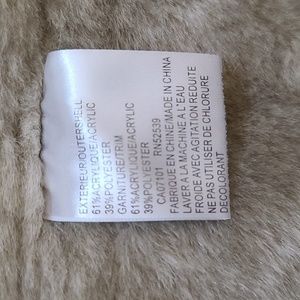 EXTERIEUR/OUTERSHELL
61%ACRYLIQUE/ACRYLIC
39%POLYESTER
GARNITURE/TRIM
61%ACRYLIQUE/ACRYLIC
39%POLYESTER
CA07101 RN52539
FABRIQUE EN CHINE/MADE IN CHINA
LAVER A LA MACHINE A L'EAU
FROIDE AVEC AGITATION REDUITE
NE PAS UTILISER DE CHLORURE
DECOLORANT